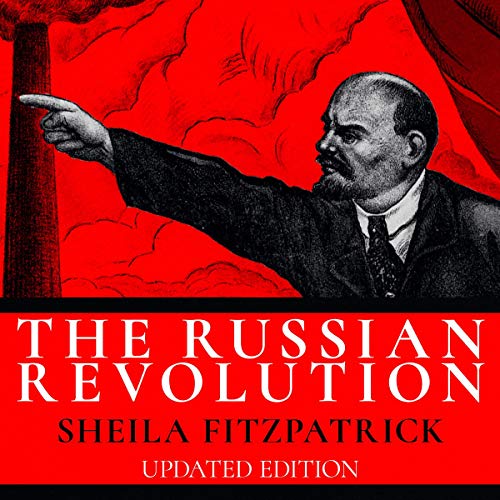 THE RUSSIAN
REVOLUTION
SHEILA FITZPATRICK
UPDATED EDITION